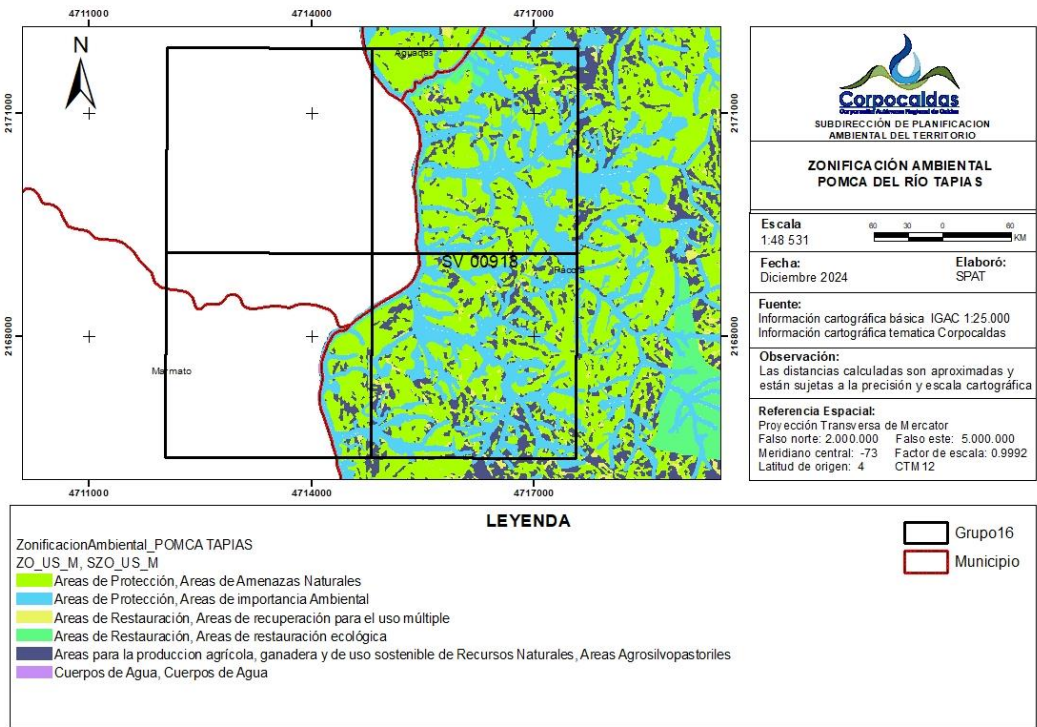 4711000
4714000
4717000
N
Aguadas
2171000
2171000
SV 00918
Pácora
2168000
2168000
Marmato
4711000
4714000
4717000
Corpocaldas
SUBDIRECCIÓN DE PLANIFICACION
AMBIENTAL DEL TERRITORIO
ZONIFICACIÓN AMBIENTAL
POMCA DEL RÍO TAPIAS
Escala
1:48 531
60 30 0 60
KM
Fecha:
Diciembre 2024
Elaboró:
SPAT
Fuente:
Información cartográfica básica IGAC 1:25.000
Información cartográfica tematica Corpocaldas
Observación:
Las distancias calculadas son aproximadas y
están sujetas a la precisión y escala cartográfica
Referencia Espacial:
Proyección Transversa de Mercator
Falso norte: 2.000.000 Falso este: 5.000.000
Meridiano central: -73 Factor de escala: 0.9992
Latitud de origen: 4 CTM 12
LEYENDA
ZonificacionAmbiental_POMCA TAPIAS
ZO_US_M, SZO_US_M
Areas de Protección, Areas de Amenazas Naturales
Areas de Protección, Areas de importancia Ambiental
Areas de Restauración, Areas de recuperación para el uso múltiple
Areas de Restauración, Areas de restauración ecológica
Areas para la produccion agrícola, ganadera y de uso sostenible de Recursos Naturales, Areas Agrosilvopastoriles
Cuerpos de Agua, Cuerpos de Agua
Grupo16
Municipio